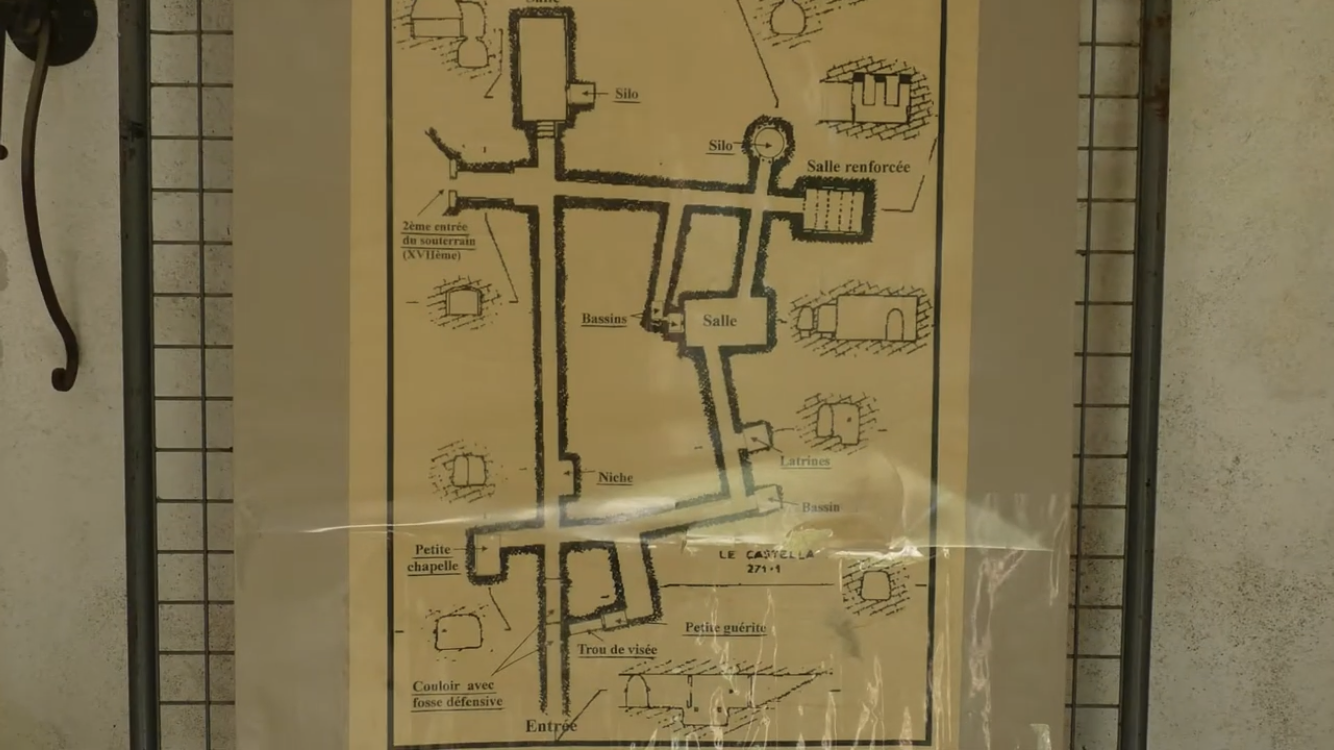 Salle
Silo
Silo
Salle renforcée
2ème entrée
du souterrain
(XVIIème)
Bassins
Salle
Latrines
Niche
Bassin
Petite
chapelle
LE CASTELLA
271·1
Petite guérite
Trou de visée
Couloir avec
fosse défensive
Entrée